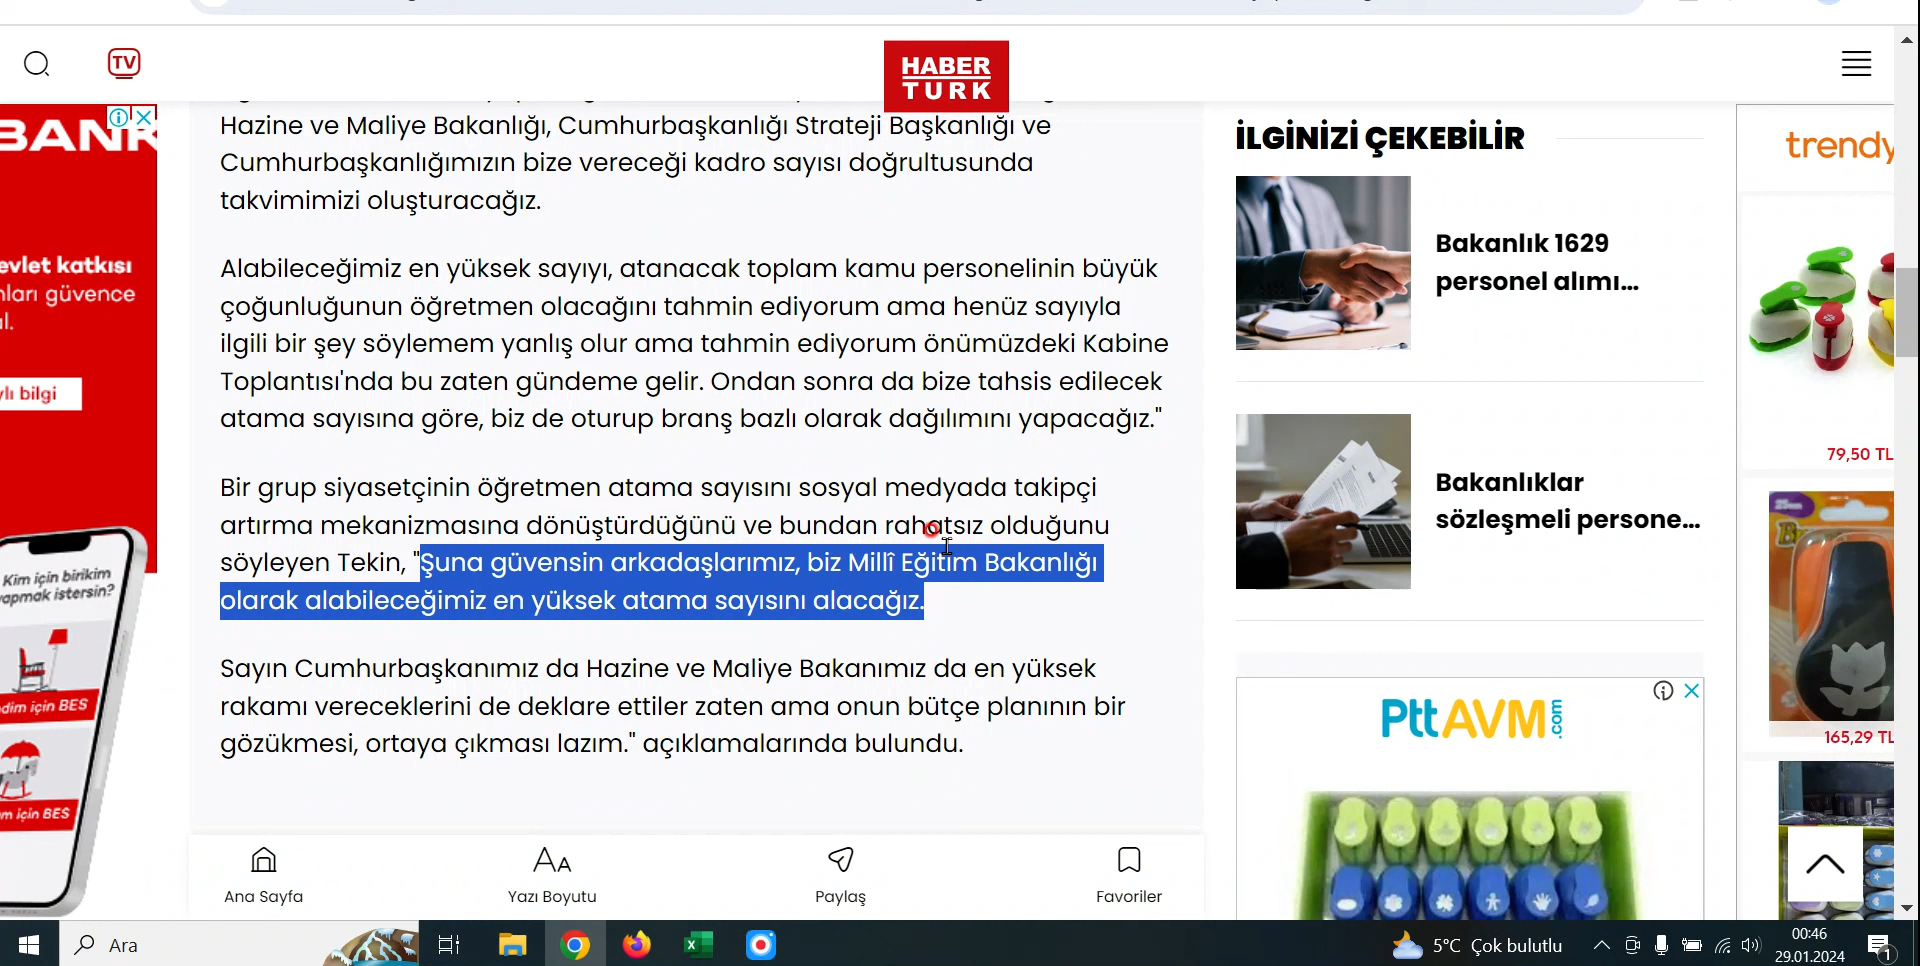 TV
HABER
TURK
BANK
evlet katkısı
ları güvence
al.
lı bilgi
Kim için birikim
yapmak istersin?
dim için BES
m için BES
Hazine ve Maliye Bakanlığı, Cumhurbaşkanlığı Strateji Başkanlığı ve
Cumhurbaşkanlığımızın bize vereceği kadro sayısı doğrultusunda
takvimimizi oluşturacağız.
Alabileceğimiz en yüksek sayıyı, atanacak toplam kamu personelinin büyük
çoğunluğunun öğretmen olacağını tahmin ediyorum ama henüz sayıyla
ilgili bir şey söylemem yanlış olur ama tahmin ediyorum önümüzdeki Kabine
Toplantısı'nda bu zaten gündeme gelir. Ondan sonra da bize tahsis edilecek
atama sayısına göre, biz de oturup branş bazlı olarak dağılımını yapacağız."
Bir grup siyasetçinin öğretmen atama sayısını sosyal medyada takipçi
artırma mekanizmasına dönüştürdüğünü ve bundan rahatsız olduğunu
söyleyen Tekin, "Şuna güvensin arkadaşlarımız, biz Millî Eğitim Bakanlığı
olarak alabileceğimiz en yüksek atama sayısını alacağız.
Sayın Cumhurbaşkanımız da Hazine ve Maliye Bakanımız da en yüksek
rakamı vereceklerini de deklare ettiler zaten ama onun bütçe planının bir
gözükmesi, ortaya çıkması lazım." açıklamalarında bulundu.
İLGİNİZİ ÇEKEBİLİR
Bakanlık 1629
personel alımı...
Bakanlıklar
sözleşmeli persone...
PttAVM.com
trendy
79,50 TL
165,29 TL
Ana Sayfa
Yazı Boyutu
Paylaş
Favoriler
Ara
5°C Çok bulutlu
00:46
29.01.2024
1